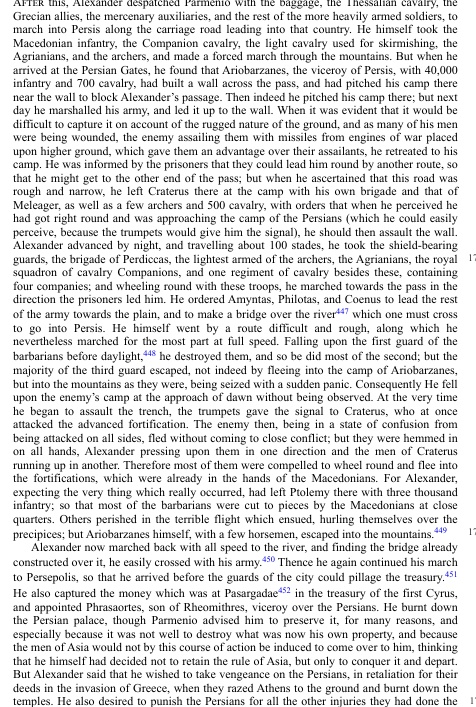 AFTER this, Alexander despatched Parmenio with the baggage, the Thessalian cavalry, the
Grecian allies, the mercenary auxiliaries, and the rest of the more heavily armed soldiers, to
march into Persis along the carriage road leading into that country. He himself took the
Macedonian infantry, the Companion cavalry, the light cavalry used for skirmishing, the
Agrianians, and the archers, and made a forced march through the mountains. But when he
arrived at the Persian Gates, he found that Ariobarzanes, the viceroy of Persis, with 40,000
infantry and 700 cavalry, had built a wall across the pass, and had pitched his camp there
near the wall to block Alexander's passage. Then indeed he pitched his camp there; but next
day he marshalled his army, and led it up to the wall. When it was evident that it would be
difficult to capture it on account of the rugged nature of the ground, and as many of his men
were being wounded, the enemy assailing them with missiles from engines of war placed
upon higher ground, which gave them an advantage over their assailants, he retreated to his
camp. He was informed by the prisoners that they could lead him round by another route, so
that he might get to the other end of the pass; but when he ascertained that this road was
rough and narrow, he left Craterus there at the camp with his own brigade and that of
Meleager, as well as a few archers and 500 cavalry, with orders that when he perceived he
had got right round and was approaching the camp of the Persians (which he could easily
perceive, because the trumpets would give him the signal), he should then assault the wall.
Alexander advanced by night, and travelling about 100 stades, he took the shield-bearing
guards, the brigade of Perdiccas, the lightest armed of the archers, the Agrianians, the royal 17
squadron of cavalry Companions, and one regiment of cavalry besides these, containing
four companies; and wheeling round with these troops, he marched towards the pass in the
direction the prisoners led him. He ordered Amyntas, Philotas, and Coenus to lead the rest
of the army towards the plain, and to make a bridge over the river447 which one must cross
to go into Persis. He himself went by a route difficult and rough, along which he
nevertheless marched for the most part at full speed. Falling upon the first guard of the
barbarians before daylight,448 he destroyed them, and so be did most of the second; but the
majority of the third guard escaped, not indeed by fleeing into the camp of Ariobarzanes,
but into the mountains as they were, being seized with a sudden panic. Consequently He fell
upon the enemy's camp at the approach of dawn without being observed. At the very time
he began to assault the trench, the trumpets gave the signal to Craterus, who at once
attacked the advanced fortification. The enemy then, being in a state of confusion from
being attacked on all sides, fled without coming to close conflict; but they were hemmed in
on all hands, Alexander pressing upon them in one direction and the men of Craterus
running up in another. Therefore most of them were compelled to wheel round and flee into
the fortifications, which were already in the hands of the Macedonians. For Alexander,
expecting the very thing which really occurred, had left Ptolemy there with three thousand
infantry; so that most of the barbarians were cut to pieces by the Macedonians at close
quarters. Others perished in the terrible flight which ensued, hurling themselves over the
precipices; but Ariobarzanes himself, with a few horsemen, escaped into the mountains.449 17
Alexander now marched back with all speed to the river, and finding the bridge already
constructed over it, he easily crossed with his army.450 Thence he again continued his march
to Persepolis, so that he arrived before the guards of the city could pillage the treasury.451
He also captured the money which was at Pasargadae452 in the treasury of the first Cyrus,
and appointed Phrasaortes, son of Rheomithres, viceroy over the Persians. He burnt down
the Persian palace, though Parmenio advised him to preserve it, for many reasons, and
especially because it was not well to destroy what was now his own property, and because
the men of Asia would not by this course of action be induced to come over to him, thinking
that he himself had decided not to retain the rule of Asia, but only to conquer it and depart.
But Alexander said that he wished to take vengeance on the Persians, in retaliation for their
deeds in the invasion of Greece, when they razed Athens to the ground and burnt down the
temples. He also desired to punish the Persians for all the other injuries they had done the